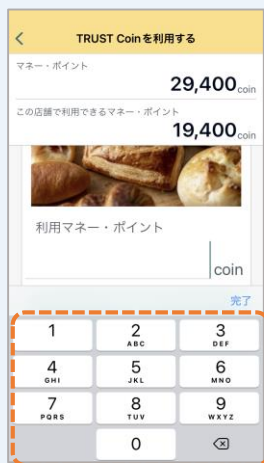 TRUST Coinを利用する
マネー・ポイント
29,400coin
この店舗で利用できるマネー・ポイント
19,400coin
利用マネー・ポイント
coin
完了
1 2 3
ABC DEF
4 5 6
GHI JKL MNO
7 8 9
PQRS TUV WXYZ
0